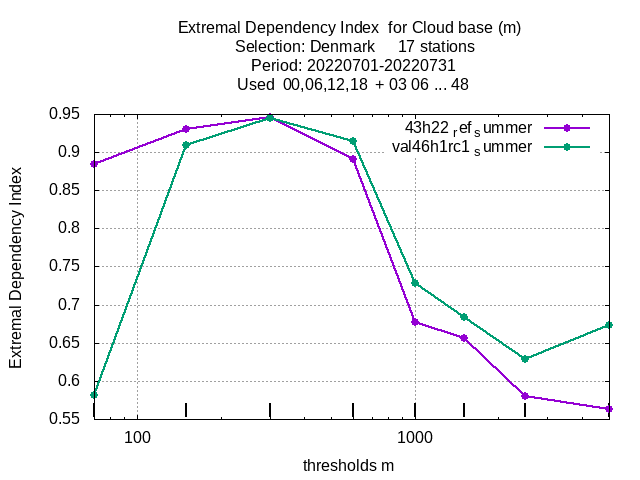 Extremal Dependency Index  for Cloud base (m)
Selection: Denmark     17 stations
Period: 20220701-20220731
Used  00,06,12,18  + 03 06 ... 48
43h22 ref summer
val46h1rc1 summer
0.95
0.9
0.85
0.8
0.75
0.7
0.65
0.6
0.55
Extremal Dependency Index
100
1000
thresholds m